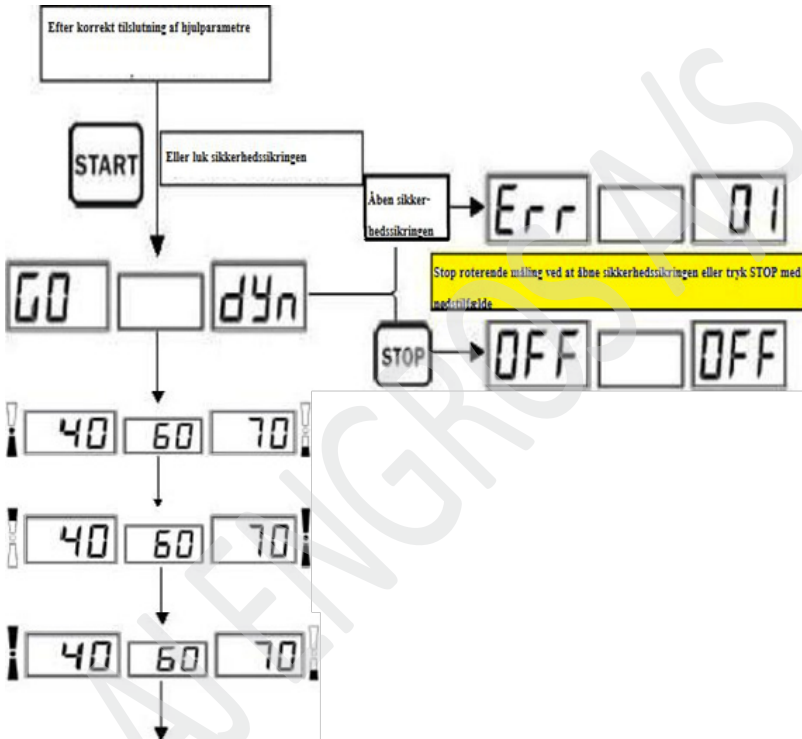 Efter korrekt tilslutning af hjulparametre
START
Eller luk sikkerhedssikringen
Åben sikker-
hedssikringen
Err 01
GO dyn
Stop roterende måling ved at åbne sikkerhedssikringen eller tryk STOP med
nødstilfælde
STOP
OFF OFF
40 60 70
40 60 70
40 60 70
AJ ENGROS A/S